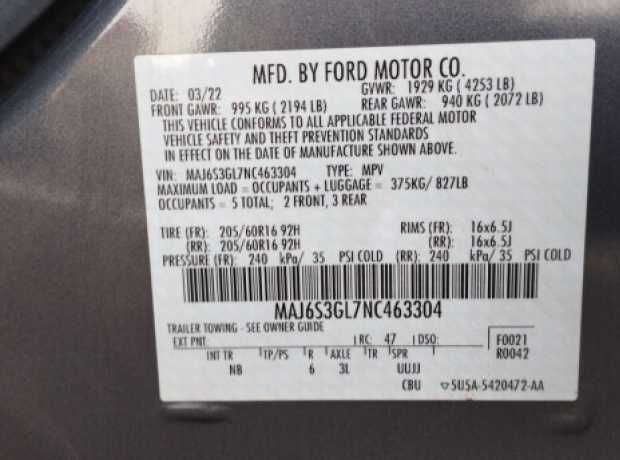 MFD. BY FORD MOTOR CO.
DATE: 03/22 GVWR: 1929 KG ( 4253 LB)
FRONT GAWR: 995 KG ( 2194 LB) REAR GAWR: 940 KG ( 2072 LB)
THIS VEHICLE CONFORMS TO ALL APPLICABLE FEDERAL MOTOR
VEHICLE SAFETY AND THEFT PREVENTION STANDARDS
IN EFFECT ON THE DATE OF MANUFACTURE SHOWN ABOVE.
VIN: MAJ6S3GL7NC463304 TYPE: MPV
MAXIMUM LOAD = OCCUPANTS + LUGGAGE = 375KG/ 827LB
OCCUPANTS = 5 TOTAL; 2 FRONT, 3 REAR
TIRE (FR): 205/60R16 92H RIMS (FR): 16x6.5J
(RR): 205/60R16 92H (RR): 16x6.5J
PRESSURE (FR): 240 kPa/ 35 PSI COLD (RR): 240 kPa/ 35 PSI COLD
MAJ6S3GL7NC463304
TRAILER TOWING - SEE OWNER GUIDE
EXT PNT: RC: 47 DSO: F0021
INT TR TP/PS R AXLE TR SPR R0042
NB 6 3L UUJJ
CBU ▽5U5A-5420472-AA